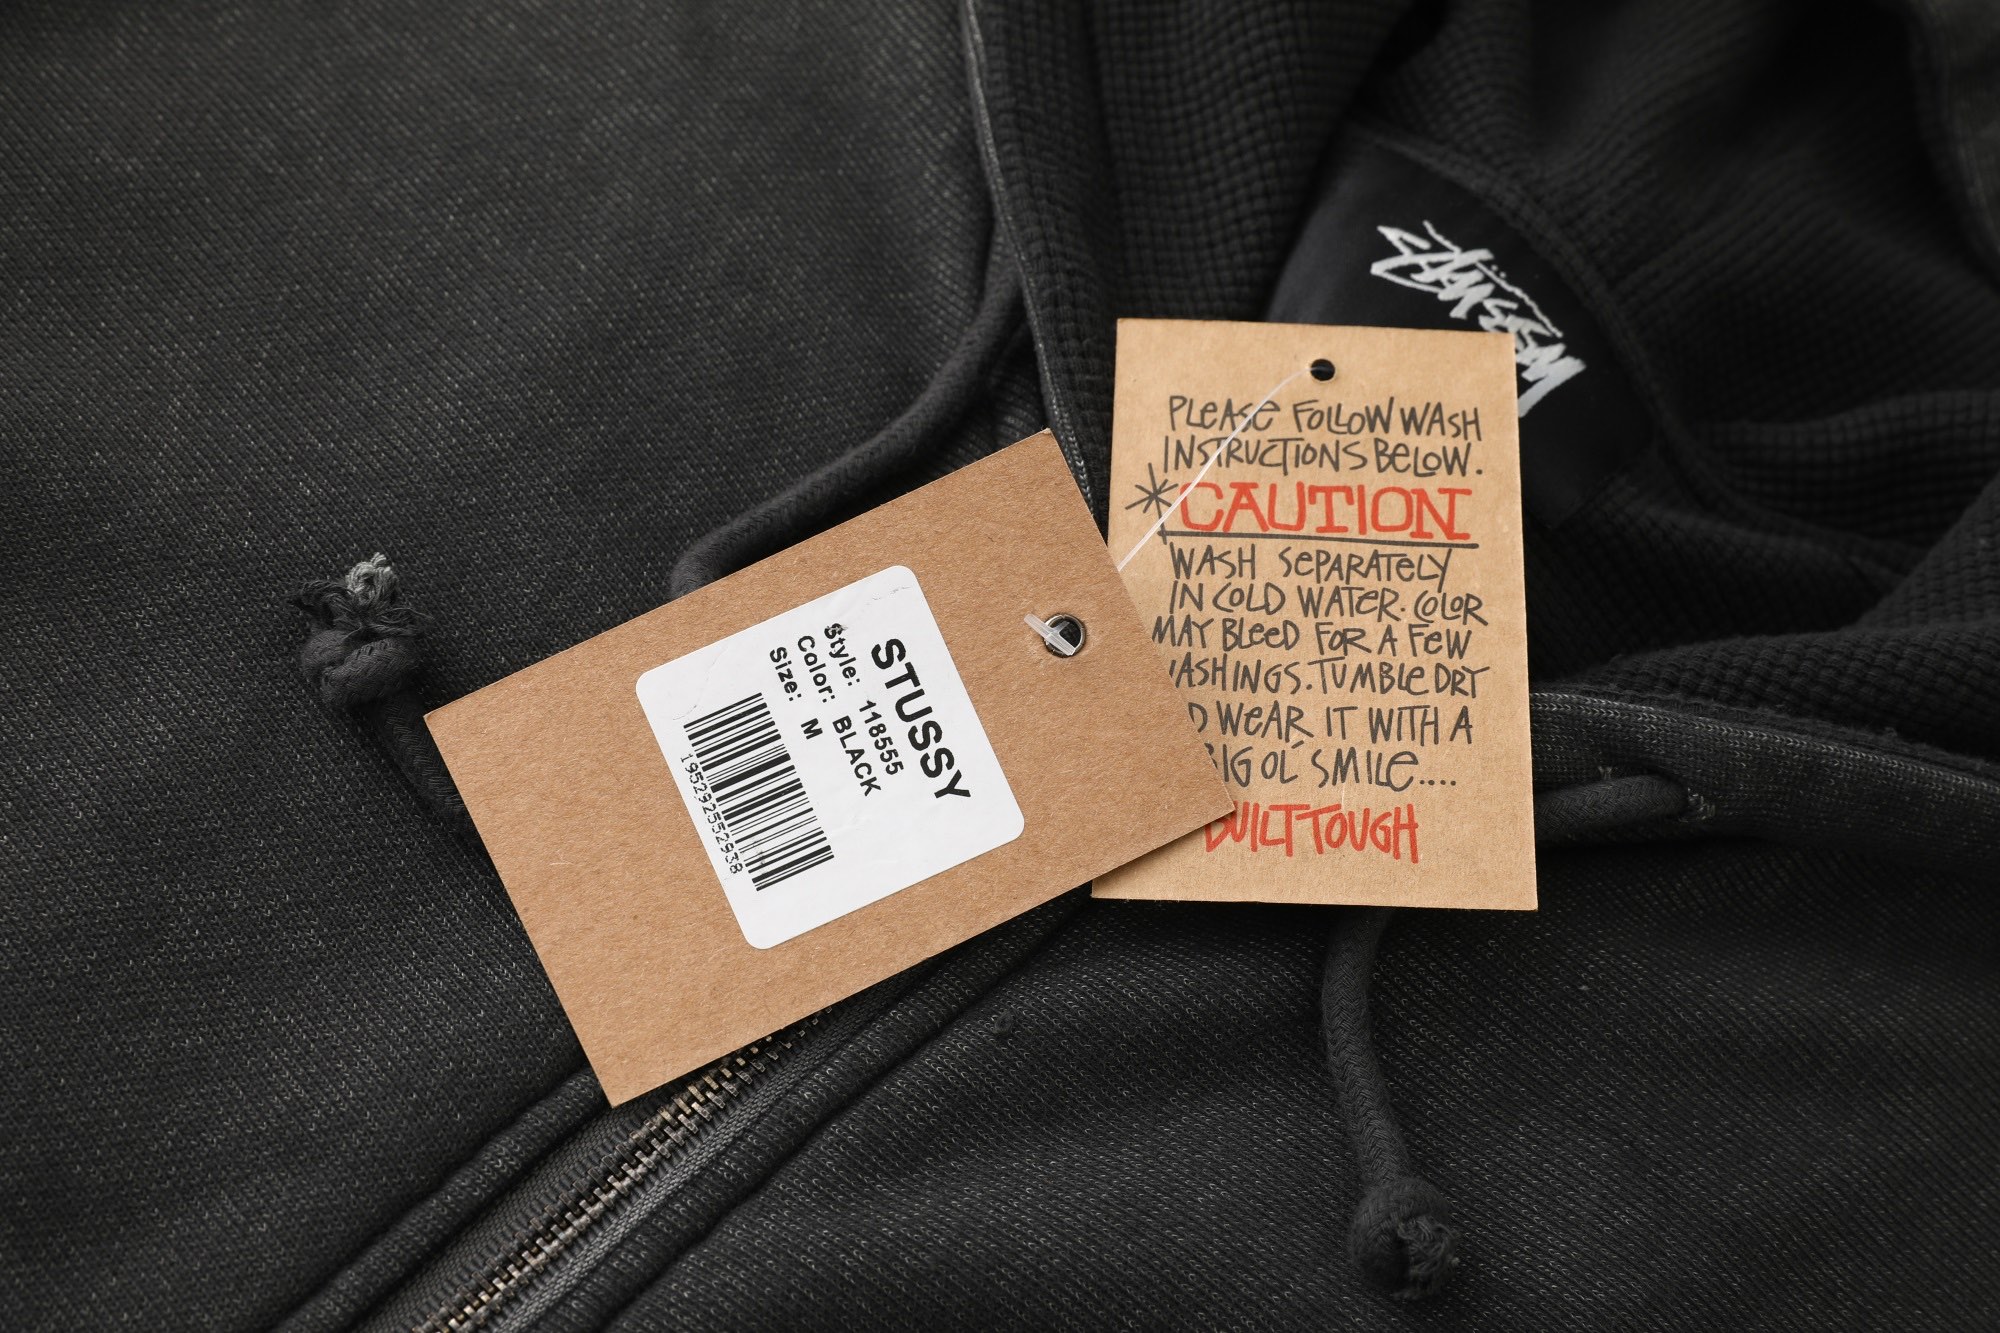 Stüssy
STUSSY
Style: 118555
Color: BLACK
Size: M
195292552938
PLEASE FOLLOW WASH
INSTRUCTIONS BELOW.
*CAUTION
WASH SEPARATELY
IN COLD WATER. COLOR
MAY BLEED FOR A FEW
WASHINGS. TUMBLE DRY
D WEAR IT WITH A
BIG OL' SMILE....
BUILT TOUGH